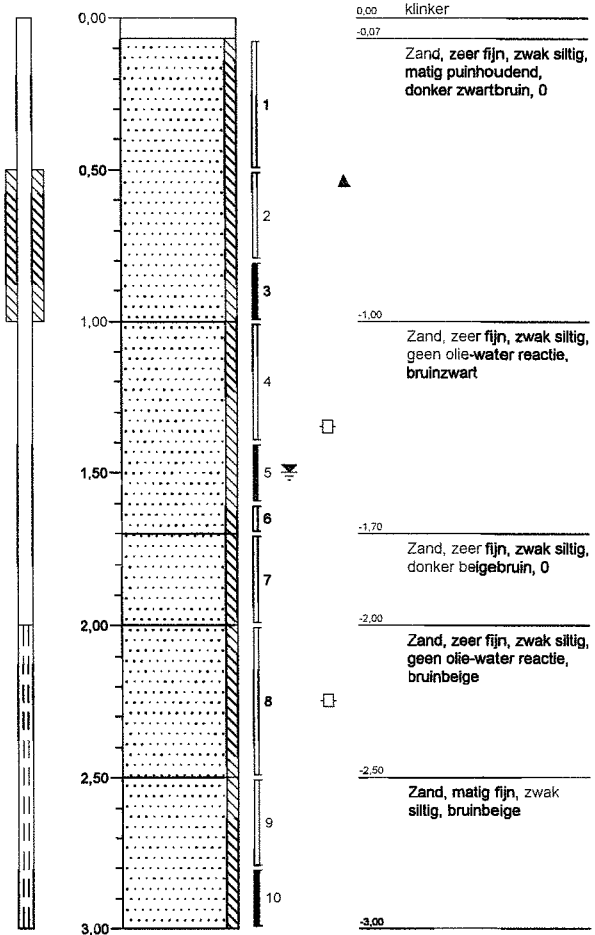 0,00
0,00 klinker
-0,07
Zand, zeer fijn, zwak siltig,
matig puinhoudend,
donker zwartbruin, 0
1
0,50
2
3
1,00
-1,00
Zand, zeer fijn, zwak siltig,
geen olie-water reactie,
bruinzwart
4
1,50
5
6
-1,70
Zand, zeer fijn, zwak siltig,
donker beigebruin, 0
7
2,00
-2,00
Zand, zeer fijn, zwak siltig,
geen olie-water reactie,
bruinbeige
8
2,50
-2,50
Zand, matig fijn, zwak
siltig, bruinbeige
9
10
3,00
-3,00